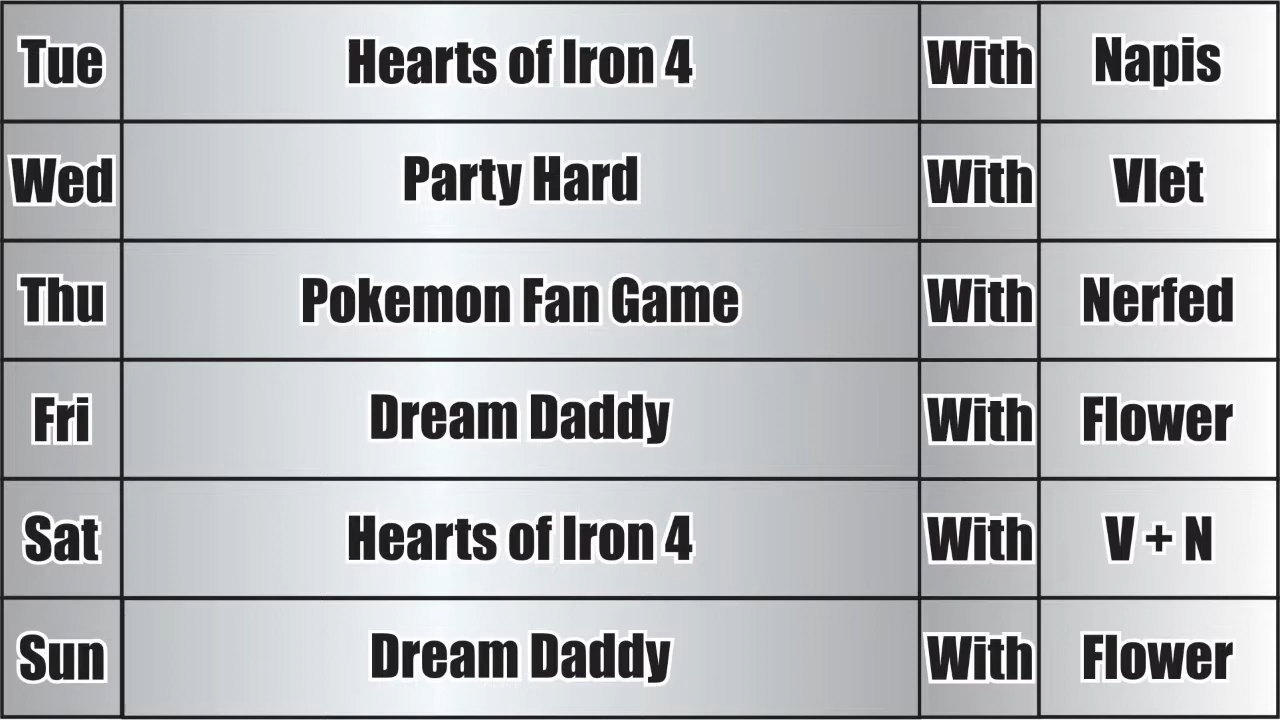 Tue Hearts of Iron 4 With Napis
Wed Party Hard With Vlet
Thu Pokemon Fan Game With Nerfed
Fri Dream Daddy With Flower
Sat Hearts of Iron 4 With V + N
Sun Dream Daddy With Flower